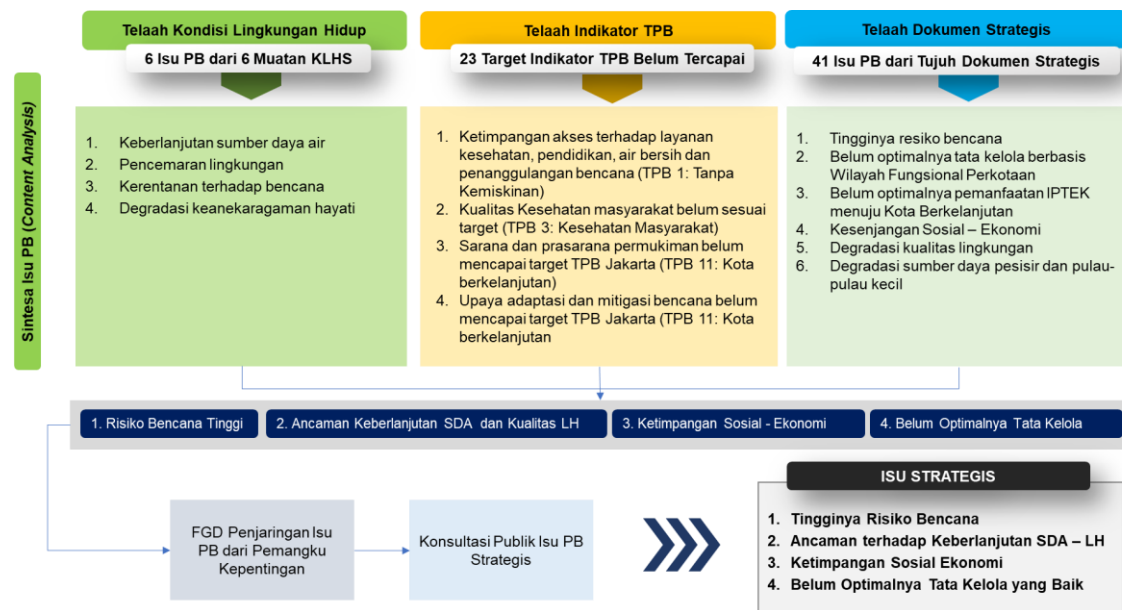 Sintesa Isu PB (Content Analysis)
Telaah Kondisi Lingkungan Hidup
6 Isu PB dari 6 Muatan KLHS
1. Keberlanjutan sumber daya air
2. Pencemaran lingkungan
3. Kerentanan terhadap bencana
4. Degradasi keanekaragaman hayati
Telaah Indikator TPB
23 Target Indikator TPB Belum Tercapai
1. Ketimpangan akses terhadap layanan
kesehatan, pendidikan, air bersih dan
penanggulangan bencana (TPB 1: Tanpa
Kemiskinan)
2. Kualitas Kesehatan masyarakat belum sesuai
target (TPB 3: Kesehatan Masyarakat)
3. Sarana dan prasarana permukiman belum
mencapai target TPB Jakarta (TPB 11: Kota
berkelanjutan)
4. Upaya adaptasi dan mitigasi bencana belum
mencapai target TPB Jakarta (TPB 11: Kota
berkelanjutan
Telaah Dokumen Strategis
41 Isu PB dari Tujuh Dokumen Strategis
1. Tingginya resiko bencana
2. Belum optimalnya tata kelola berbasis
Wilayah Fungsional Perkotaan
3. Belum optimalnya pemanfaatan IPTEK
menuju Kota Berkelanjutan
4. Kesenjangan Sosial – Ekonomi
5. Degradasi kualitas lingkungan
6. Degradasi sumber daya pesisir dan pulau-
pulau kecil
1. Risiko Bencana Tinggi
2. Ancaman Keberlanjutan SDA dan Kualitas LH
3. Ketimpangan Sosial - Ekonomi
4. Belum Optimalnya Tata Kelola
FGD Penjaringan Isu
PB dari Pemangku
Kepentingan
Konsultasi Publik Isu PB
Strategis
ISU STRATEGIS
1. Tingginya Risiko Bencana
2. Ancaman terhadap Keberlanjutan SDA – LH
3. Ketimpangan Sosial Ekonomi
4. Belum Optimalnya Tata Kelola yang Baik